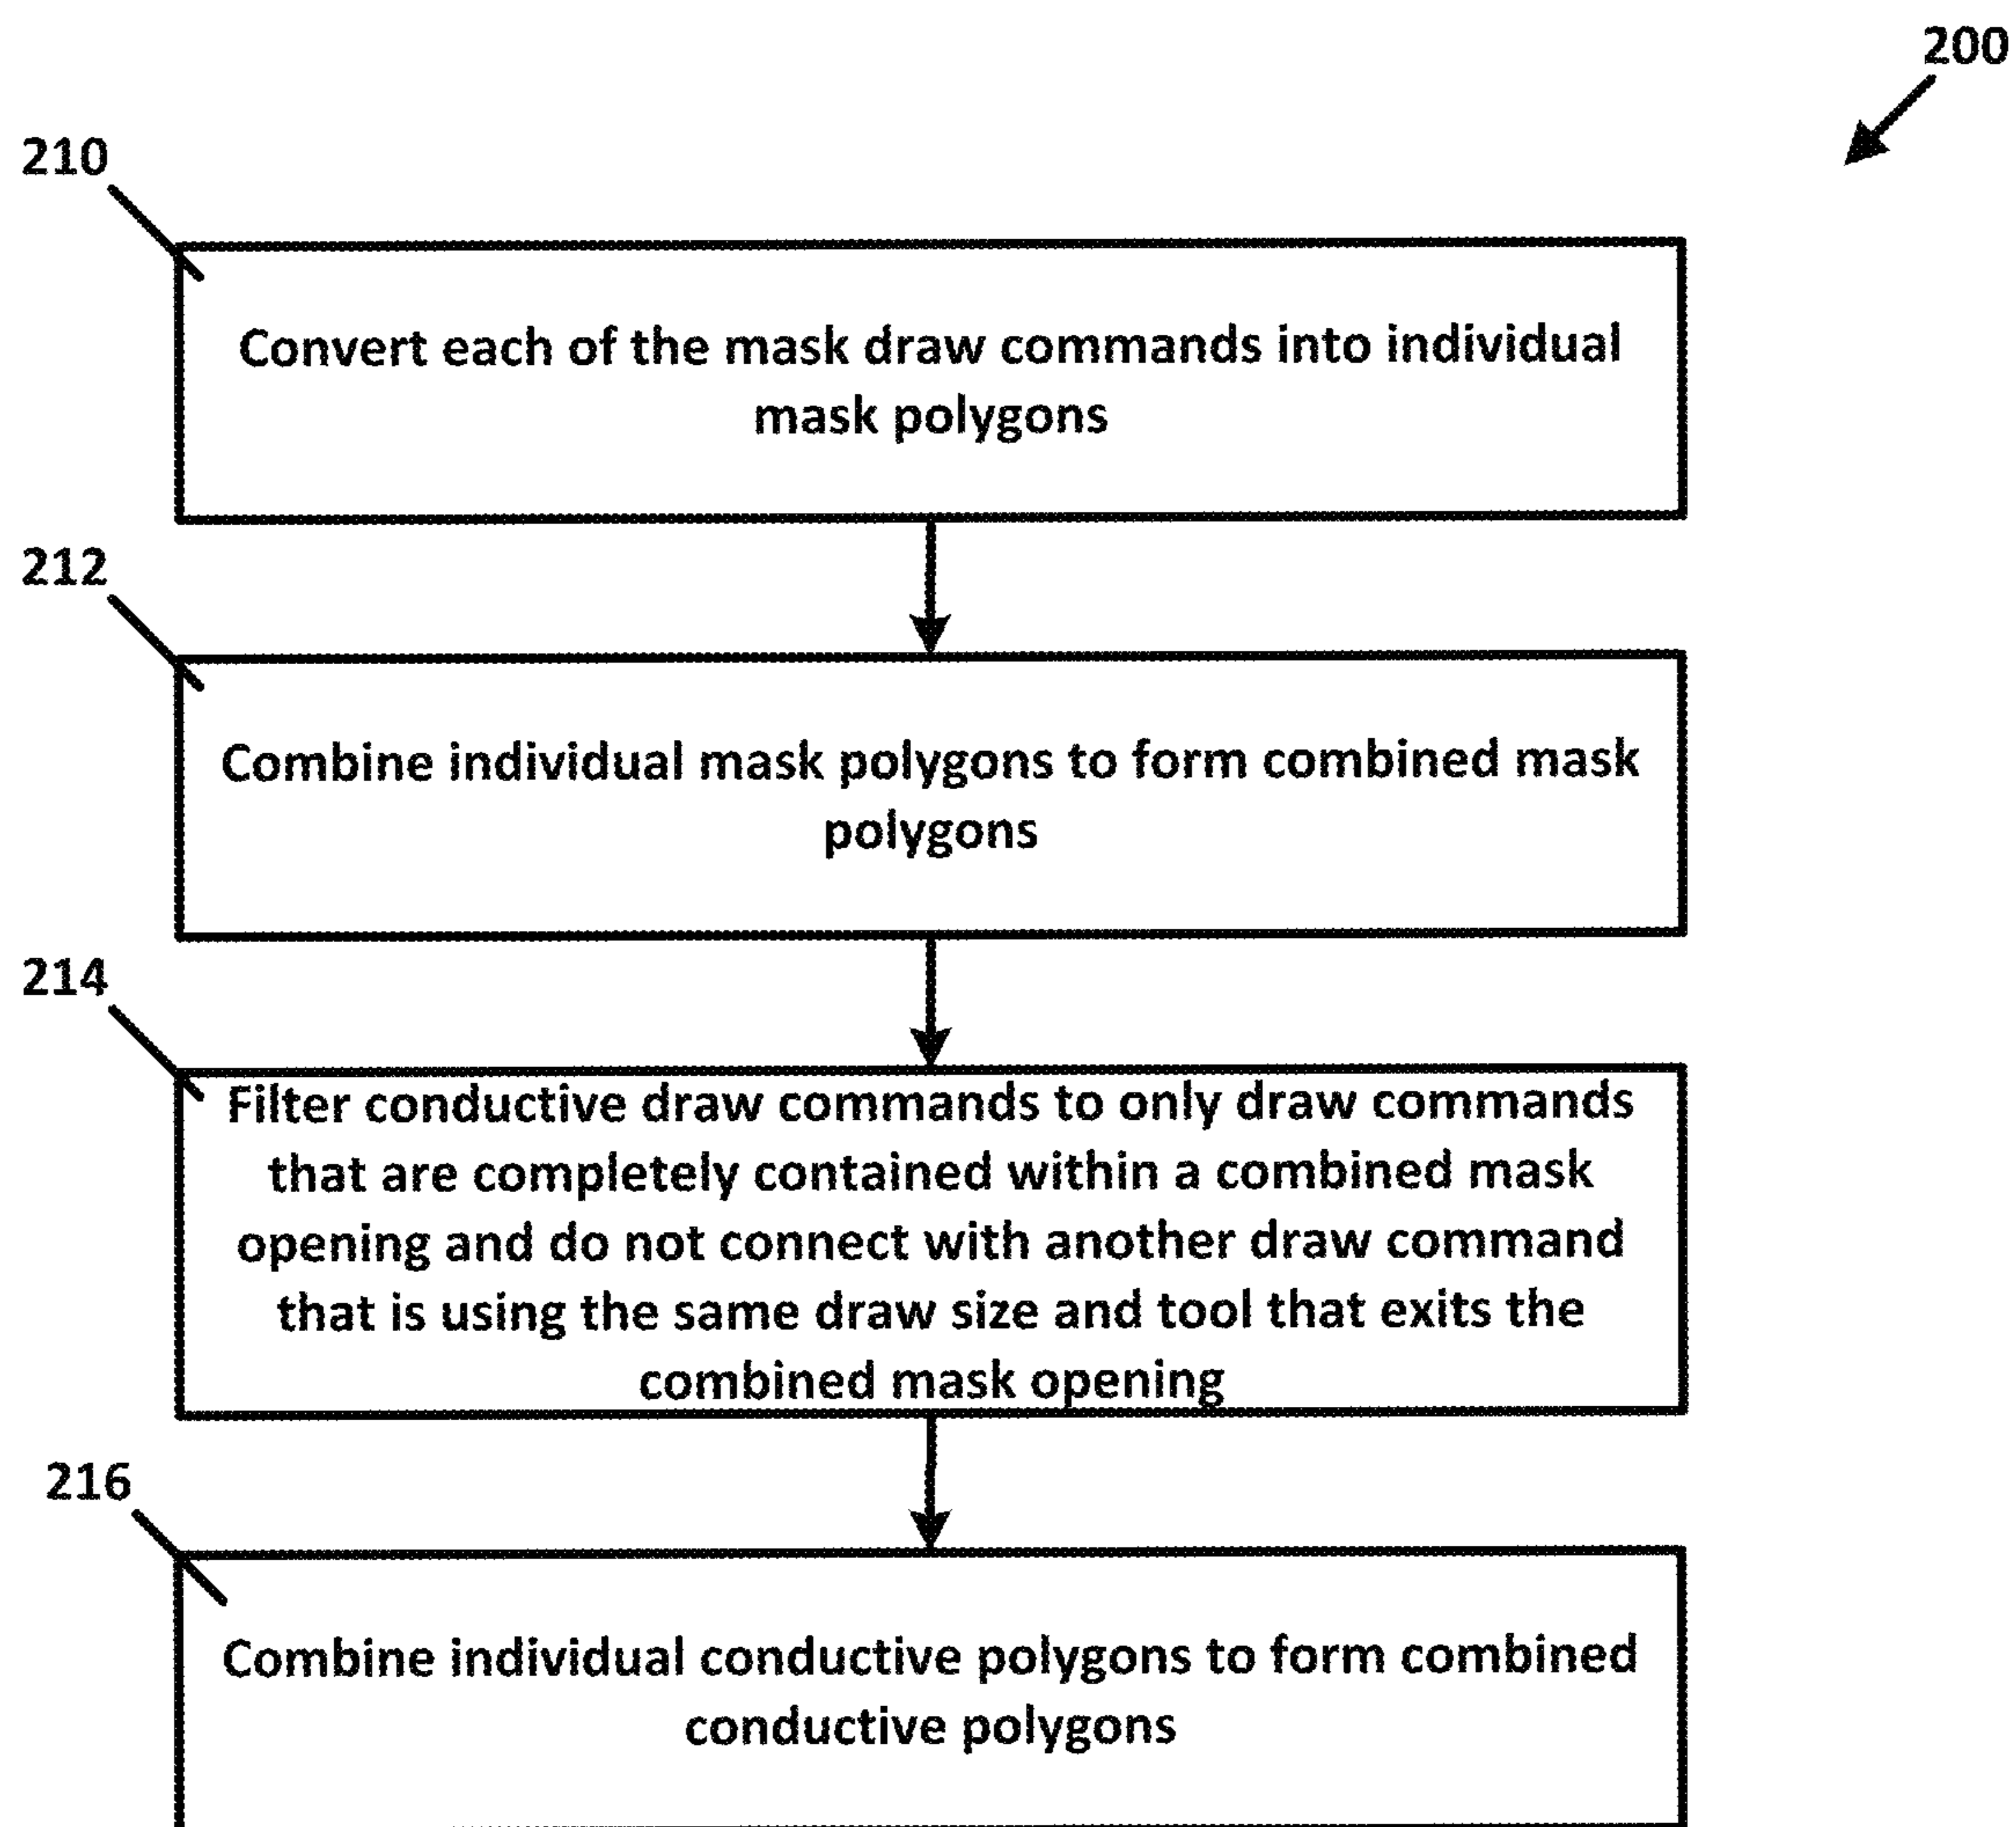 200
210
Convert each of the mask draw commands into individual
mask polygons
212
Combine individual mask polygons to form combined mask
polygons
214
Filter conductive draw commands to only draw commands
that are completely contained within a combined mask
opening and do not connect with another draw command
that is using the same draw size and tool that exits the
combined mask opening
216
Combine individual conductive polygons to form combined
conductive polygons